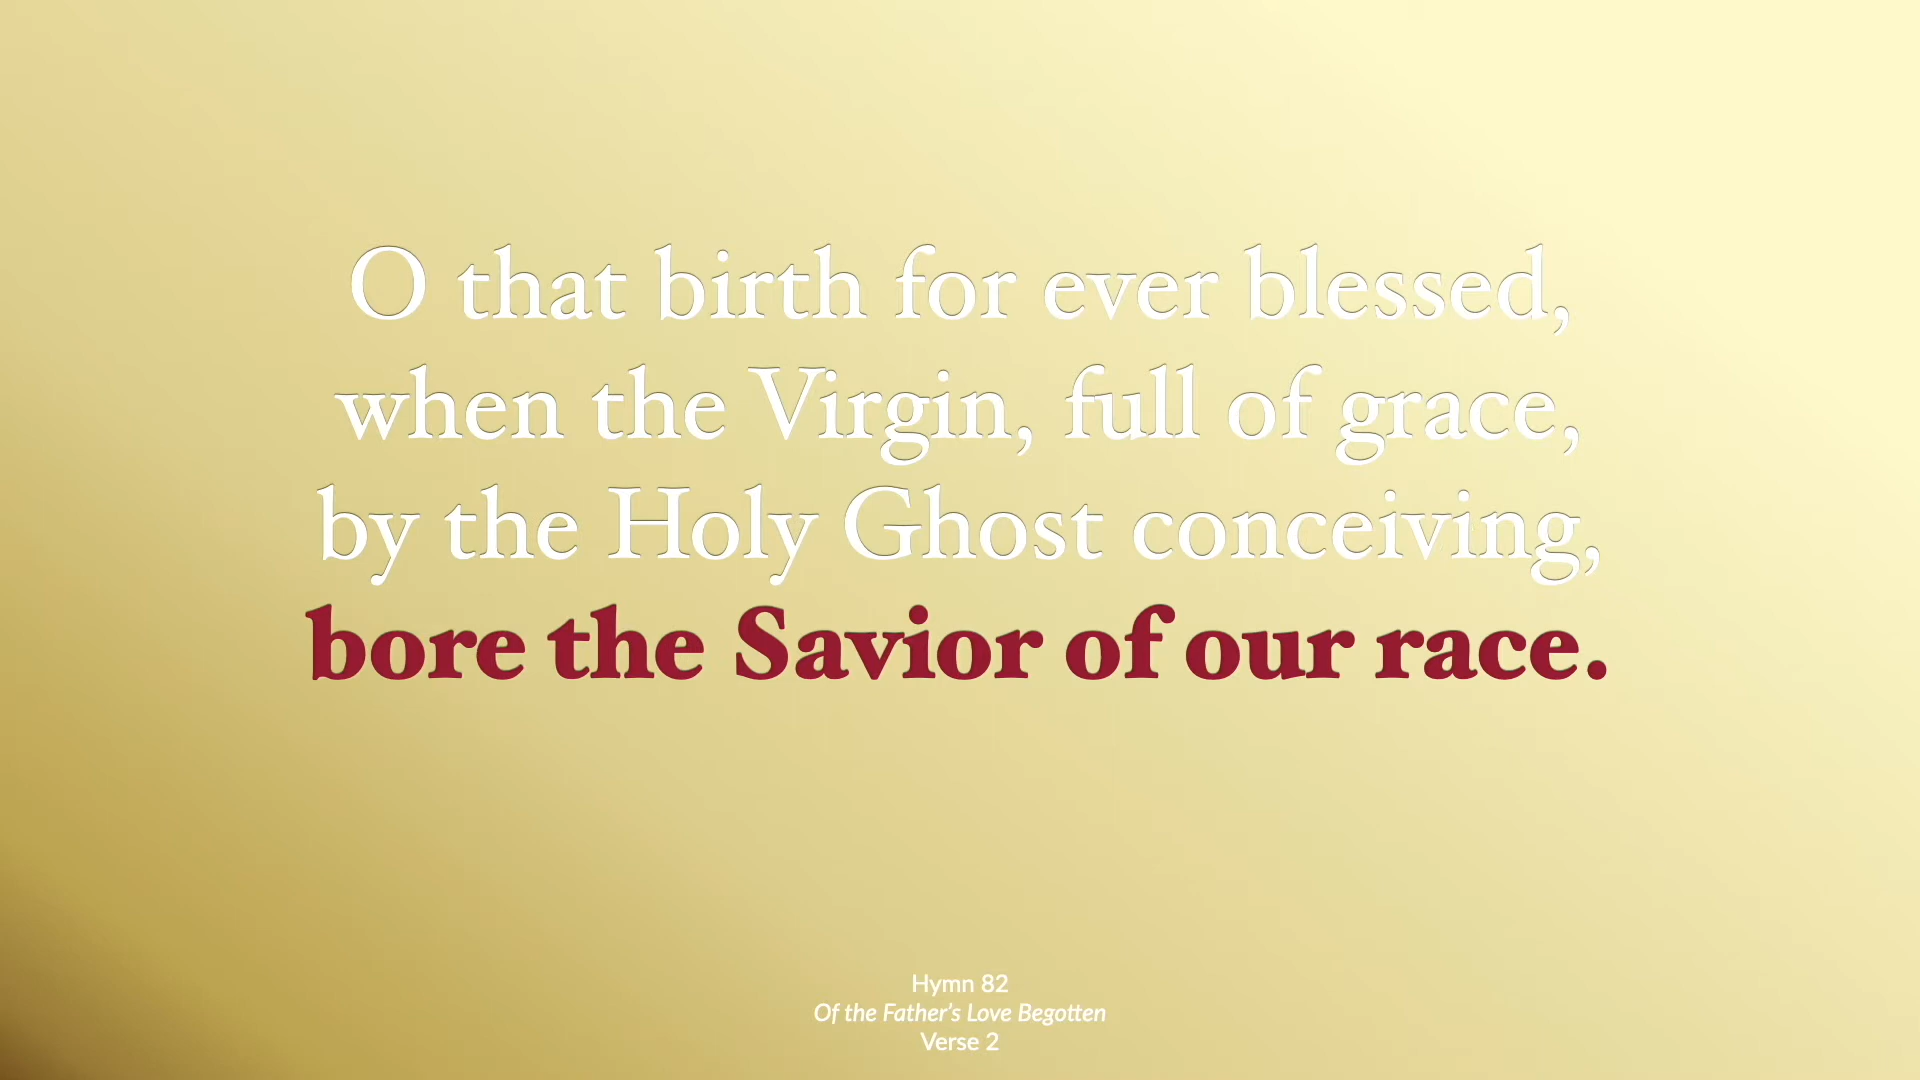 O that birth for ever blessed,
when the Virgin, full of grace,
by the Holy Ghost conceiving,
bore the Savior of our race.
Hymn 82
Of the Father’s Love Begotten
Verse 2